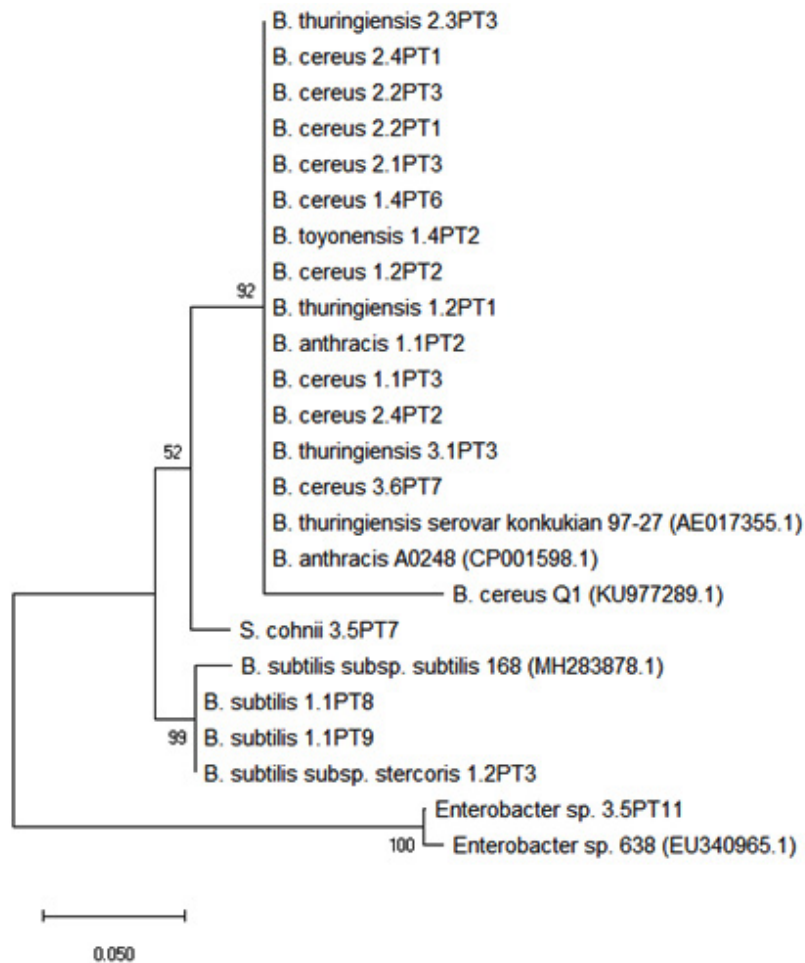 B. thuringiensis 2.3PT3
B. cereus 2.4PT1
B. cereus 2.2PT3
B. cereus 2.2PT1
B. cereus 2.1PT3
B. cereus 1.4PT6
B. toyonensis 1.4PT2
B. cereus 1.2PT2
92
B. thuringiensis 1.2PT1
B. anthracis 1.1PT2
B. cereus 1.1PT3
B. cereus 2.4PT2
52
B. thuringiensis 3.1PT3
B. cereus 3.6PT7
B. thuringiensis serovar konkukian 97-27 (AE017355.1)
B. anthracis A0248 (CP001598.1)
B. cereus Q1 (KU977289.1)
S. cohnii 3.5PT7
B. subtilis subsp. subtilis 168 (MH283878.1)
B. subtilis 1.1PT8
99
B. subtilis 1.1PT9
B. subtilis subsp. stercoris 1.2PT3
Enterobacter sp. 3.5PT11
100
Enterobacter sp. 638 (EU340965.1)
0.050